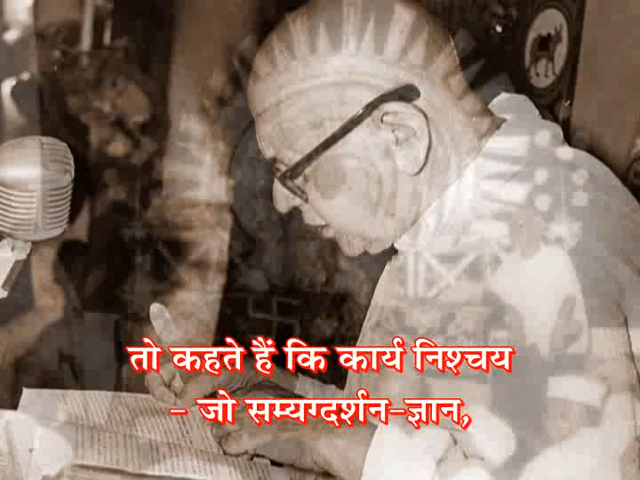 तो कहते हैं कि कार्य निश्चय
- जो सम्यग्दर्शन-ज्ञान,